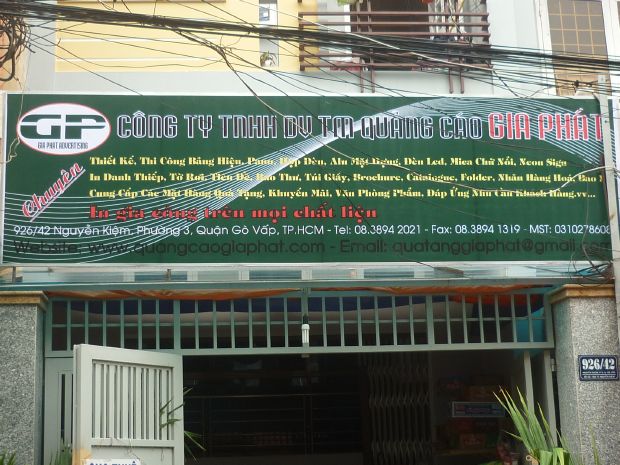 GP
GIA PHAT ADVERTISING
CÔNG TY TNHH DV TM QUẢNG CÁO GIA PHÁT
Chuyên
Thiết Kế, Thi Công Bảng Hiệu, Pano, Hộp Đèn, Alu Mặt Dựng, Đèn Led, Mica Chữ Nổi, Neon Sign
In Danh Thiếp, Tờ Rơi, Tiêu Đề, Bao Thư, Túi Giấy, Brochure, Catalogue, Folder, Nhãn Hàng Hoá, Bao
Cung Cấp Các Mặt Hàng Quà Tặng, Khuyến Mãi, Văn Phòng Phẩm, Đáp Ứng Nhu Cầu Khách Hàng.vv...
In gia công trên mọi chất liệu
926/42 Nguyễn Kiệm, Phường 3, Quận Gò Vấp, TP.HCM - Tel: 08.3894 2021 - Fax: 08.3894 1319 - MST: 0310278608
Website: www.quangcaogiaphat.com - Email: quatanggiaphat@gmail.com
926/42